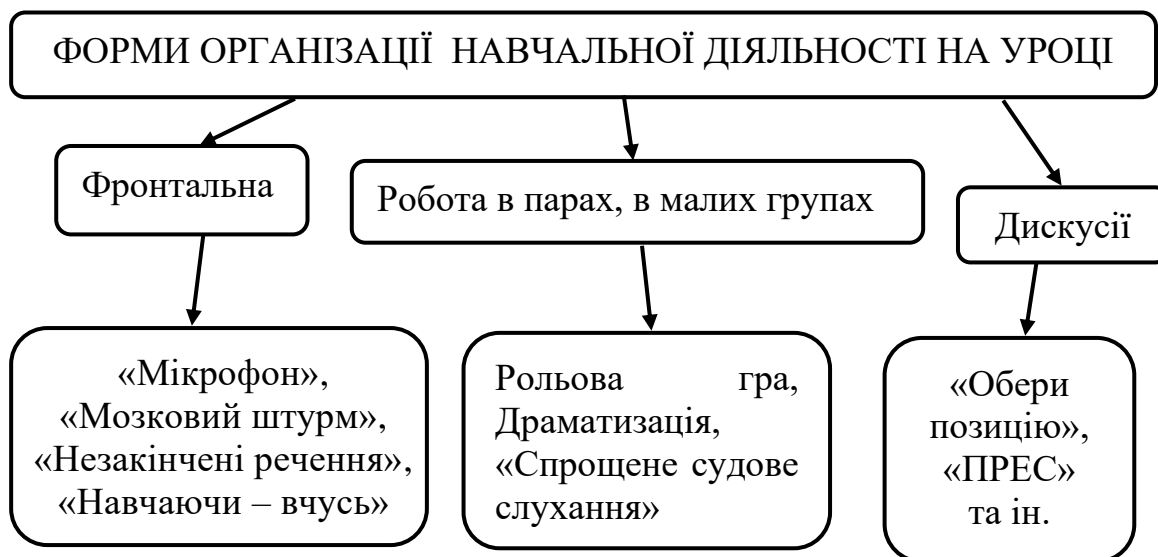 ФОРМИ ОРГАНІЗАЦІЇ НАВЧАЛЬНОЇ ДІЯЛЬНОСТІ НА УРОЦІ
Фронтальна
Робота в парах, в малих групах
Дискусії
«Мікрофон»,
«Мозковий штурм»,
«Незакінчені речення»,
«Навчаючи – вчусь»
Рольова гра,
Драматизація,
«Спрощене судове
слухання»
«Обери
позицію»,
«ПРЕС»
та ін.